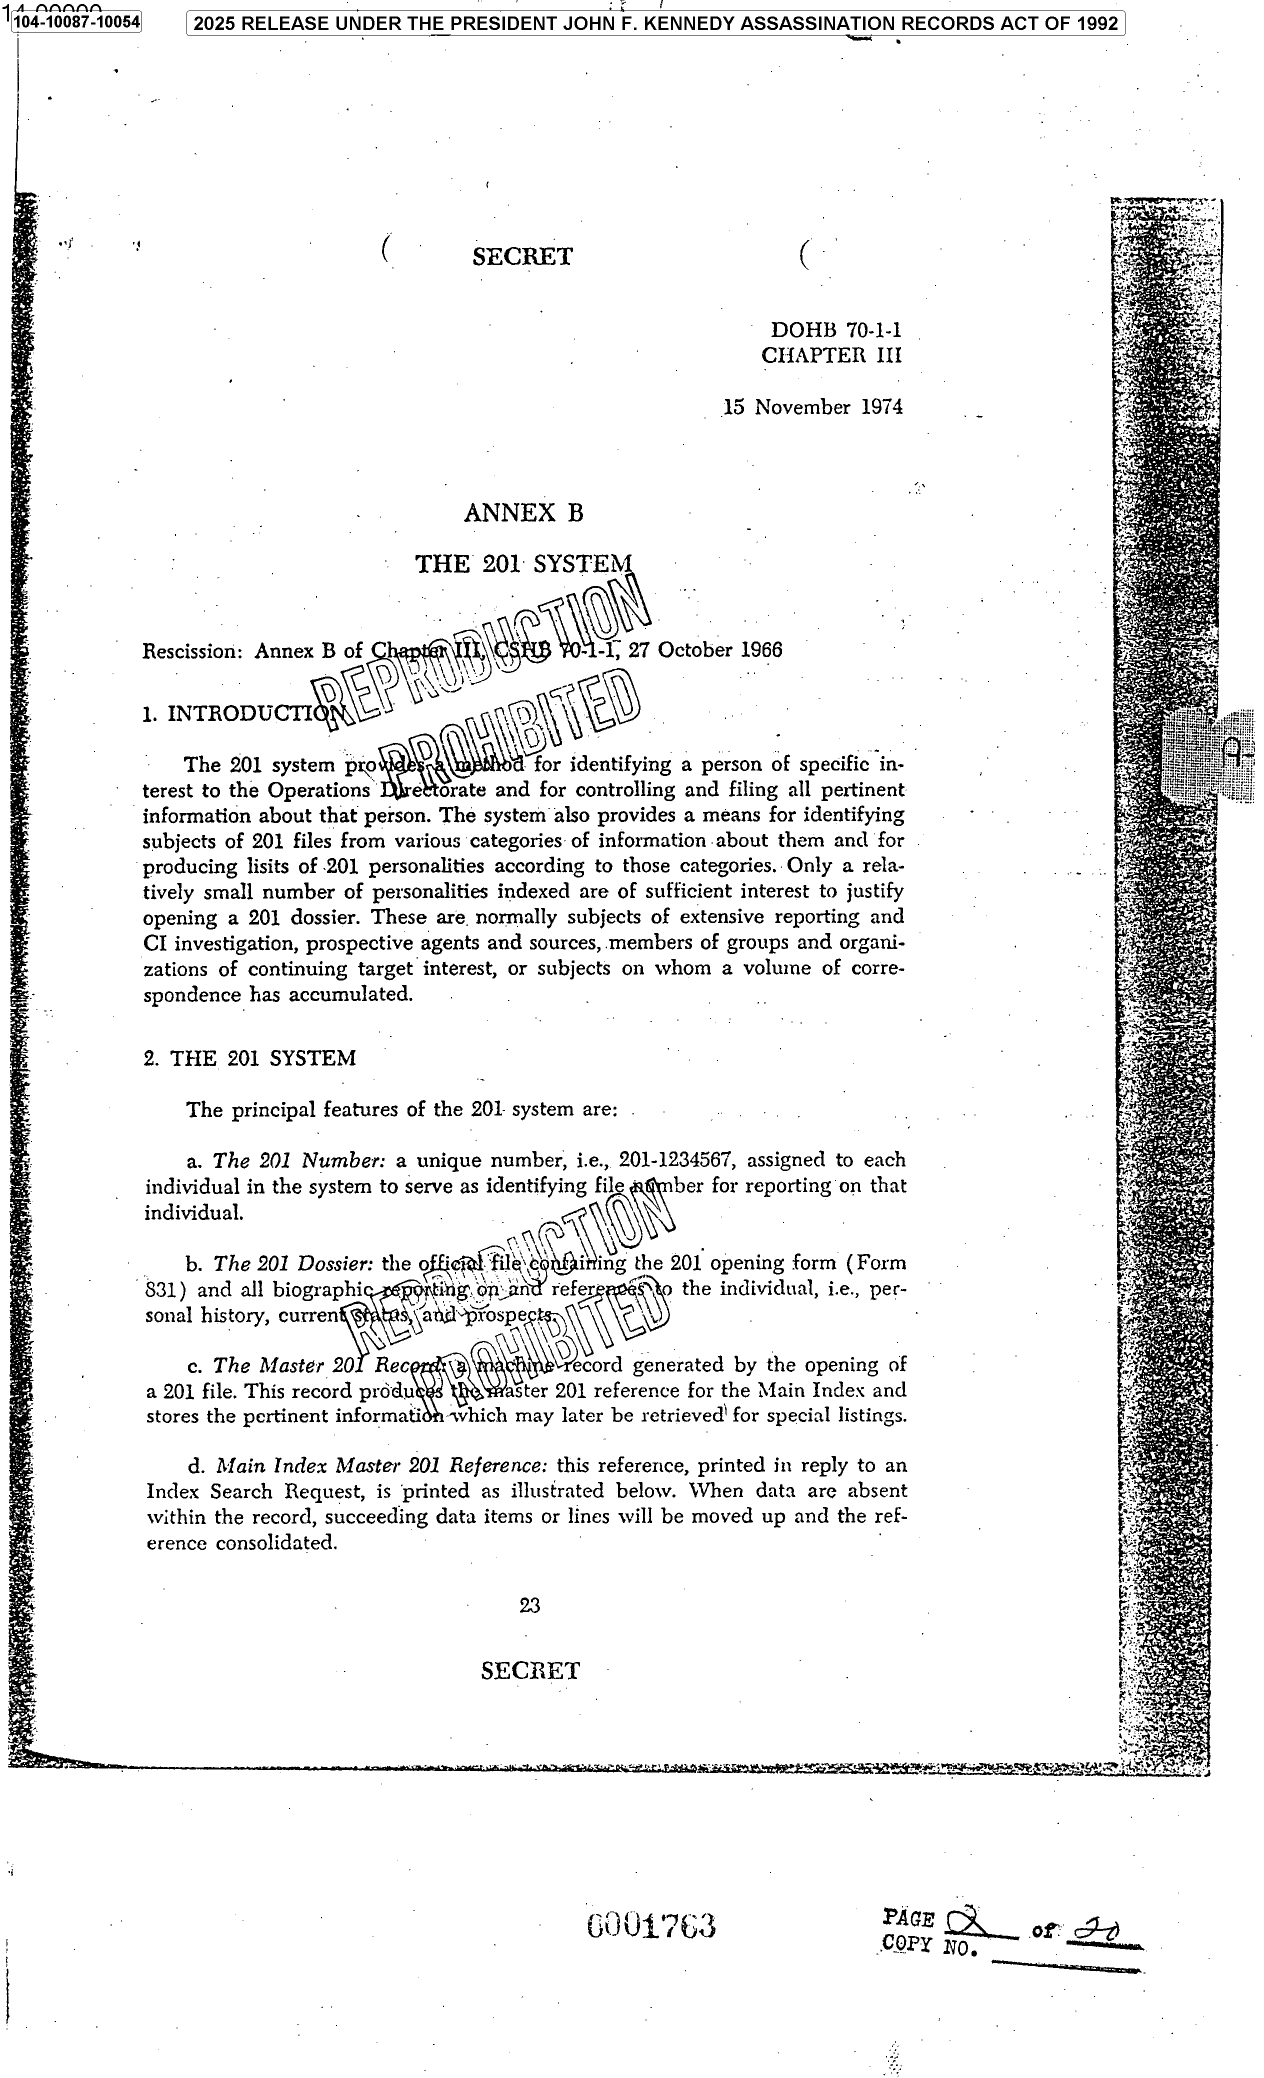 14-00000
104-10087-10054
2025 RELEASE UNDER THE PRESIDENT JOHN F. KENNEDY ASSASSINATION RECORDS ACT OF 1992
SECRET
DOHB 70-1-1
CHAPTER III
15 November 1974
ANNEX B
THE 201 SYSTEM
REPRODUCTION
PROHIBITED
Rescission: Annex B of Chapter III, CSHB 70-1-1, 27 October 1966
1. INTRODUCTION
The 201 system provides a method for identifying a person of specific in-
terest to the Operations Directorate and for controlling and filing all pertinent
information about that person. The system also provides a means for identifying
subjects of 201 files from various categories of information about them and for
producing lisits of 201 personalities according to those categories. Only a rela-
tively small number of personalities indexed are of sufficient interest to justify
opening a 201 dossier. These are normally subjects of extensive reporting and
CI investigation, prospective agents and sources, members of groups and organi-
zations of continuing target interest, or subjects on whom a volume of corre-
spondence has accumulated.
2. THE 201 SYSTEM
The principal features of the 201 system are:
a. The 201 Number: a unique number, i.e., 201-1234567, assigned to each
individual in the system to serve as identifying file number for reporting on that
individual.
REPRODUCTION
PROHIBITED
b. The 201 Dossier: the official file containing the 201 opening form (Form
831) and all biographic reporting on and references to the individual, i.e., per-
sonal history, current status, and prospects.
c. The Master 201 Record: a machine record generated by the opening of
a 201 file. This record produces the master 201 reference for the Main Index and
stores the pertinent information which may later be retrieved for special listings.
d. Main Index Master 201 Reference: this reference, printed in reply to an
Index Search Request, is printed as illustrated below. When data are absent
within the record, succeeding data items or lines will be moved up and the ref-
erence consolidated.
23
SECRET
0001763
PAGE 2 of 20
COPY NO.